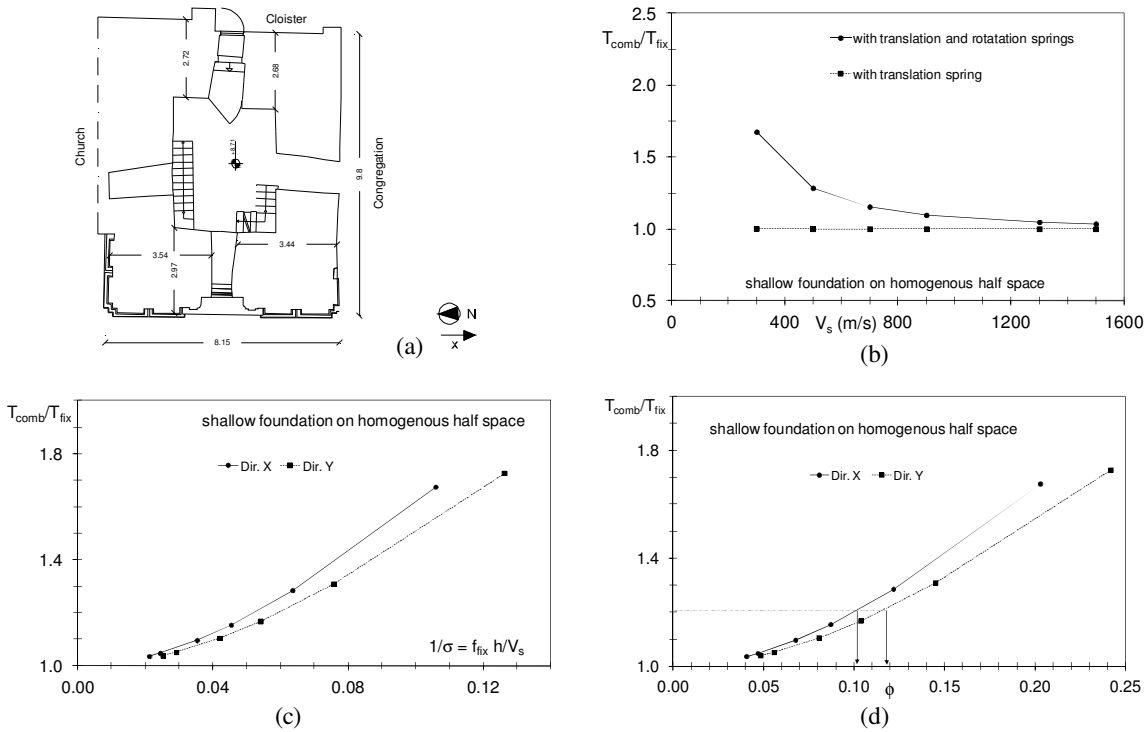 Cloister
2.72
2.68
Church
+8.71
Congregation
9.8
3.54
2.97
3.44
N
x
8.15
(a)
T_comb/T_fix
2.5
2.0
1.5
1.0
0.5
with translation and rotatation springs
with translation spring
shallow foundation on homogenous half space
0 400 800 1200 1600
V_s (m/s)
(b)
T_comb/T_fix
shallow foundation on homogenous half space
Dir. X Dir. Y
1.8
1.4
1.0
1/σ = f_fix h/V_s
0.00 0.04 0.08 0.12
(c)
T_comb/T_fix
shallow foundation on homogenous half space
Dir. X Dir. Y
1.8
1.4
1.0
0.00 0.05 0.10 0.15 0.20 0.25
ϕ
(d)